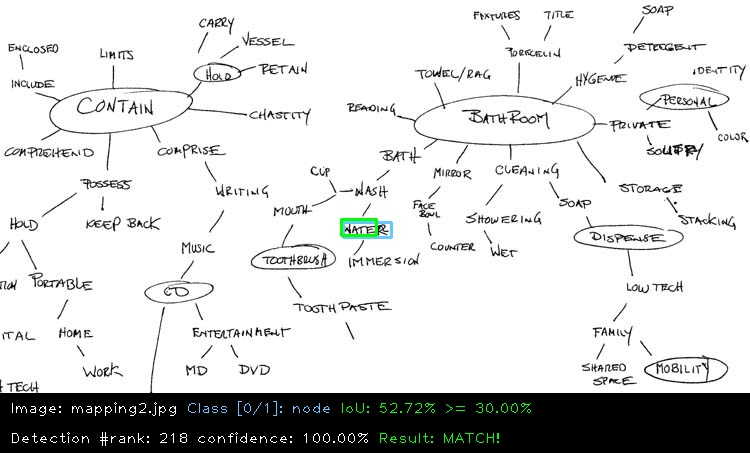 FIXTURES
TITLE
SOAP
CARRY
ENCLOSED
LIMITS
VESSEL
PORCELIN
DETERGENT
HOLD
RETAIN
TOWEL/RAG
HYGENE
IDENTITY
INCLUDE
CONTAIN
READING
BATHROOM
PERSONAL
CHASTITY
PRIVATE
COLOR
COMPREHEND
COMPRISE
BATH
CUP
MIRROR
CLEANING
POSSESS
WRITING
WASH
STORAGE
HOLD
KEEP BACK
MOUTH
FACE
BOWL
SHOWERING
SOAP
STACKING
WATER
DISPENSE
MUSIC
TOOTHBRUSH
IMMERSION
COUNTER
WET
PORTABLE
CD
LOW TECH
TOOTH PASTE
ITAL
HOME
ENTERTAINMENT
FAMILY
WORK
MD
DVD
SHARED
SPACE
MOBILITY
TECH
Image: mapping2.jpg Class [0/1]: node IoU: 52.72% >= 30.00%
Detection #rank: 218 confidence: 100.00% Result: MATCH!